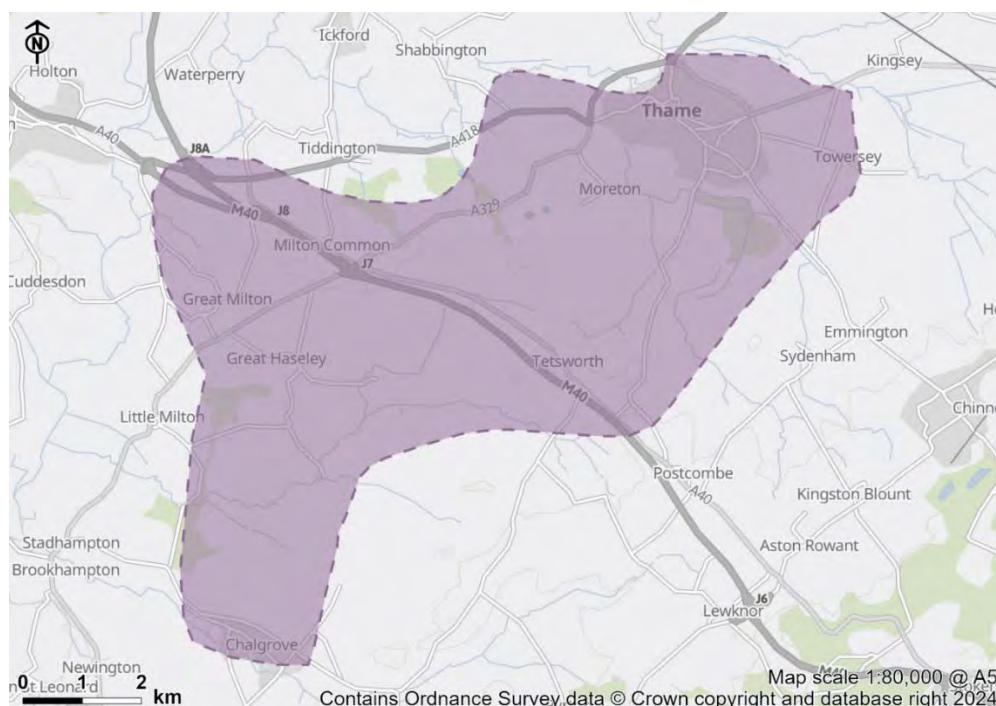 N
Ickford
Shabbington
Kingsey
Holton
Waterperry
Thame
A40
J8A
Tiddington
A418
Towersey
Moreton
M40
J8
A329
Milton Common
J7
Cuddesdon
Great Milton
Emmington
Great Haseley
Tetsworth
Sydenham
M40
Little Milton
Chinn
Postcombe
A40
Kingston Blount
Stadhampton
Aston Rowant
Brookhampton
J6
Lewknor
Chalgrove
Newington
M40
Map scale 1:80,000 @ A5
0 1 2
km
Contains Ordnance Survey data © Crown copyright and database right 2024